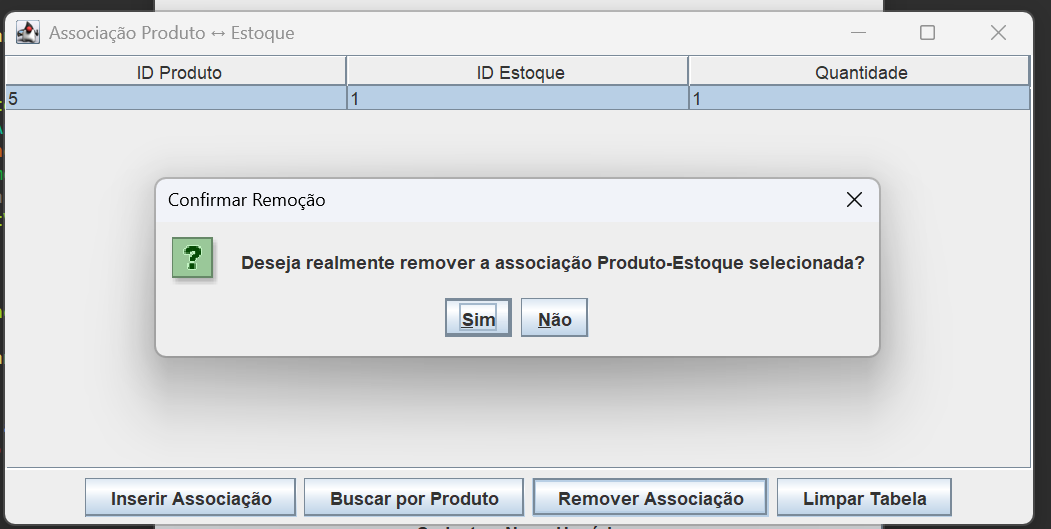 Associação Produto ↔ Estoque
ID Produto ID Estoque Quantidade
5 1 1
Confirmar Remoção
? Deseja realmente remover a associação Produto-Estoque selecionada?
Sim Não
Inserir Associação Buscar por Produto Remover Associação Limpar Tabela